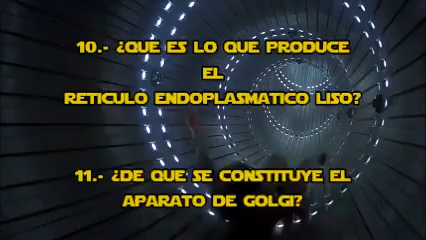 10.- ¿QUE ES LO QUE PRODUCE
EL
RETICULO ENDOPLASMATICO LISO?
11.- ¿DE QUE SE CONSTITUYE EL
APARATO DE GOLGI?